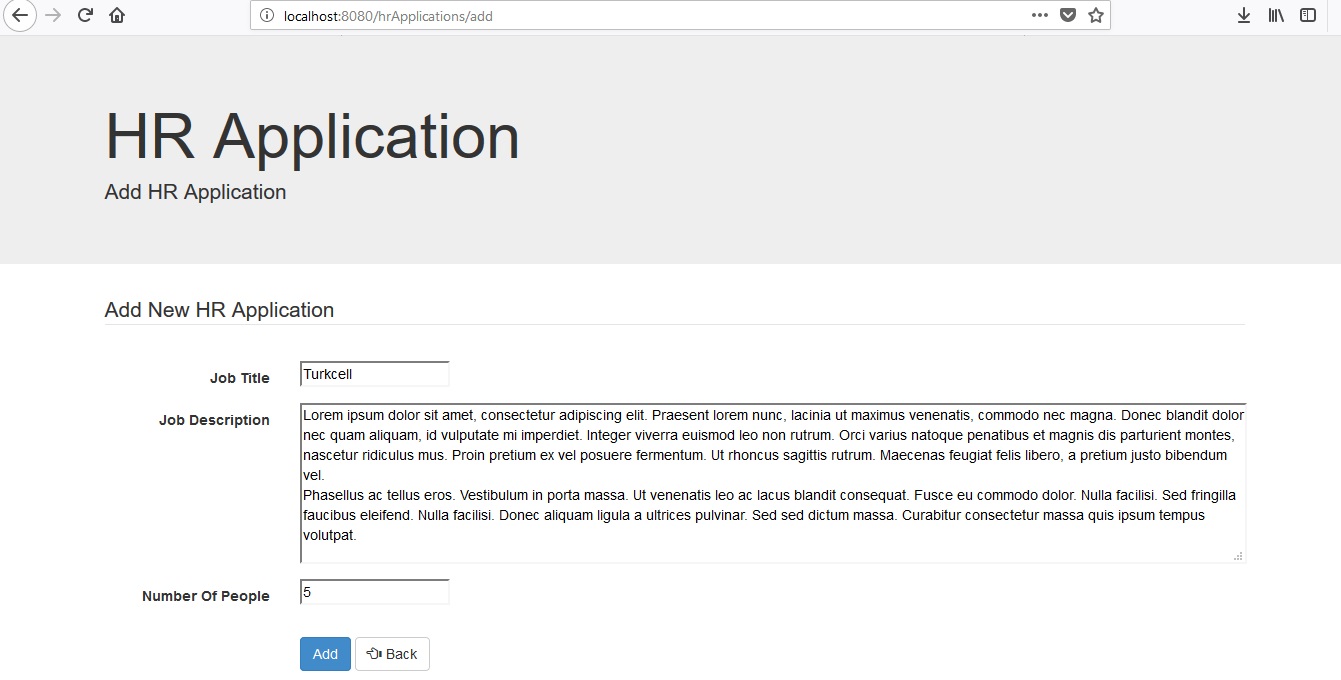 localhost:8080/hrApplications/add
HR Application
Add HR Application
Add New HR Application
Job Title
Turkcell
Job Description
Lorem ipsum dolor sit amet, consectetur adipiscing elit. Praesent lorem nunc, lacinia ut maximus venenatis, commodo nec magna. Donec blandit dolor
nec quam aliquam, id vulputate mi imperdiet. Integer viverra euismod leo non rutrum. Orci varius natoque penatibus et magnis dis parturient montes,
nascetur ridiculus mus. Proin pretium ex vel posuere fermentum. Ut rhoncus sagittis rutrum. Maecenas feugiat felis libero, a pretium justo bibendum
vel.
Phasellus ac tellus eros. Vestibulum in porta massa. Ut venenatis leo ac lacus blandit consequat. Fusce eu commodo dolor. Nulla facilisi. Sed fringilla
faucibus eleifend. Nulla facilisi. Donec aliquam ligula a ultrices pulvinar. Sed sed dictum massa. Curabitur consectetur massa quis ipsum tempus
volutpat.
Number Of People
5
Add
Back